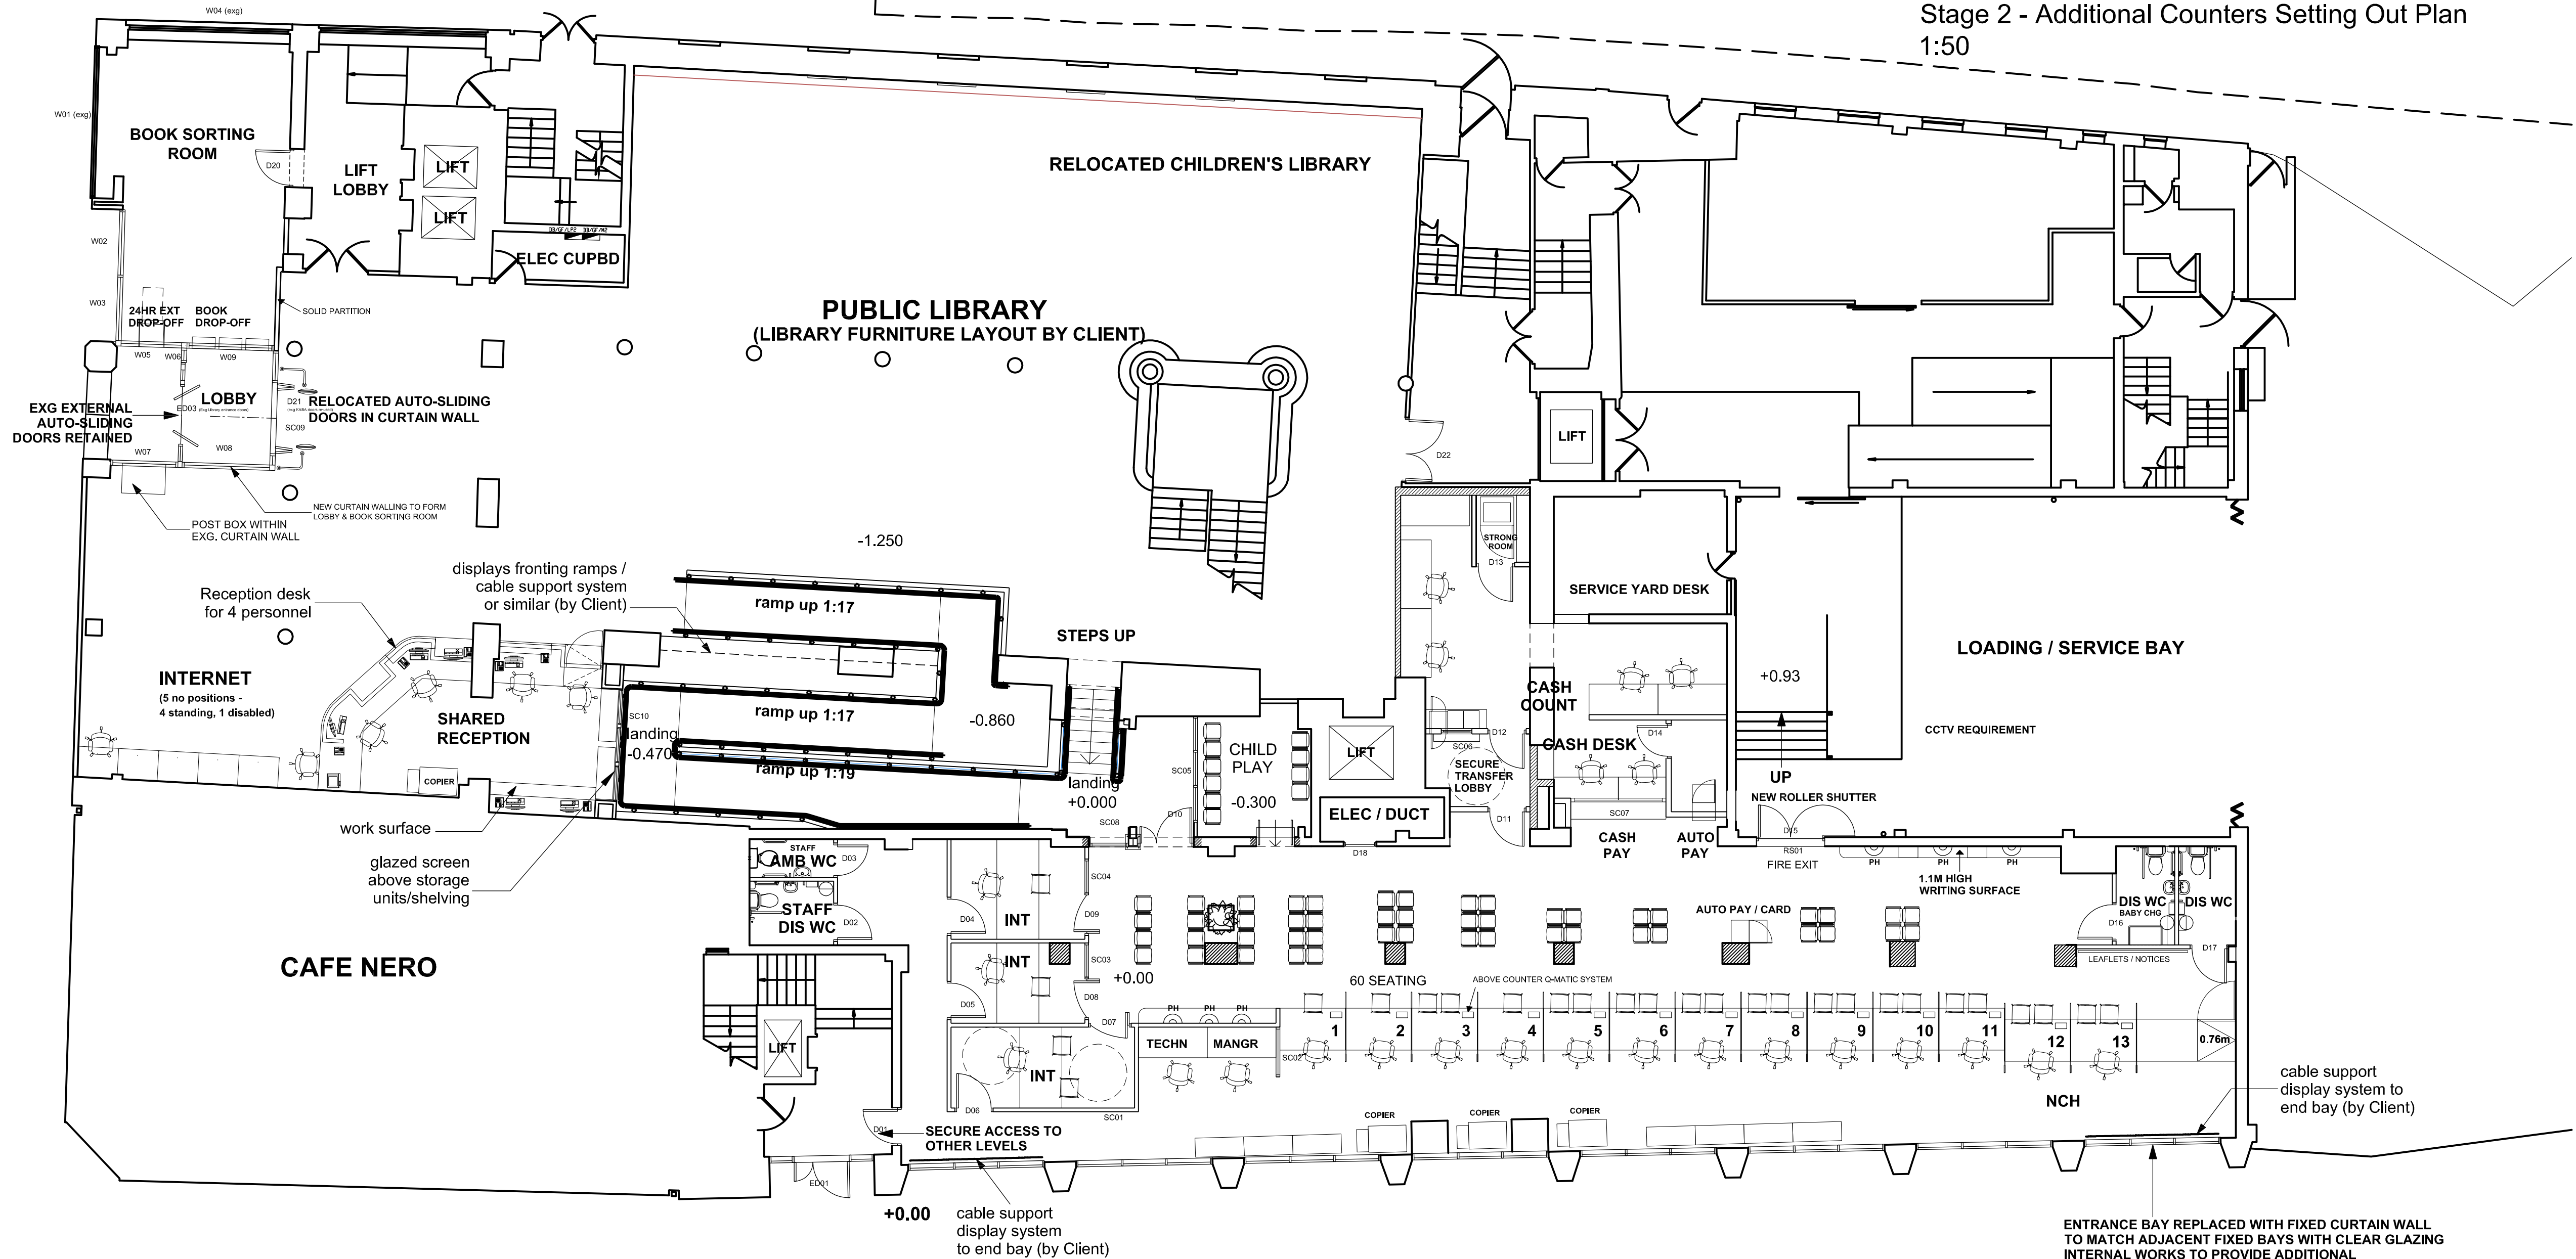 Stage 2 - Additional Counters Setting Out Plan
1:50
W04 (exg)
W01 (exg)
BOOK SORTING
ROOM
D20
LIFT
LOBBY
LIFT
LIFT
DB/GF/LP2 DB/GF/M2
ELEC CUPBD
RELOCATED CHILDREN'S LIBRARY
W02
W03
24HR EXT
DROP-OFF
BOOK
DROP-OFF
SOLID PARTITION
W05
W06
W09
PUBLIC LIBRARY
(LIBRARY FURNITURE LAYOUT BY CLIENT)
EXG EXTERNAL
AUTO-SLIDING
DOORS RETAINED
ED03
LOBBY
(Exg Library entrance doors)
D21
SC09
RELOCATED AUTO-SLIDING
DOORS IN CURTAIN WALL
W07
W08
NEW CURTAIN WALLING TO FORM
LOBBY & BOOK SORTING ROOM
POST BOX WITHIN
EXG. CURTAIN WALL
LIFT
D22
-1.250
STRONG
ROOM
D13
SERVICE YARD DESK
displays fronting ramps /
cable support system
or similar (by Client)
ramp up 1:17
Reception desk
for 4 personnel
STEPS UP
LOADING / SERVICE BAY
INTERNET
(5 no positions -
4 standing, 1 disabled)
SHARED
RECEPTION
COPIER
SC10
landing
-0.470
ramp up 1:17
-0.860
ramp up 1:19
landing
+0.000
SC08
D10
SC05
CHILD
PLAY
-0.300
LIFT
ELEC / DUCT
D18
SC06
D12
SECURE
TRANSFER
LOBBY
D11
CASH
COUNT
CASH DESK
D14
SC07
CASH
PAY
AUTO
PAY
+0.93
UP
CCTV REQUIREMENT
NEW ROLLER SHUTTER
D15
RS01
FIRE EXIT
PH
PH
PH
1.1M HIGH
WRITING SURFACE
work surface
glazed screen
above storage
units/shelving
STAFF
AMB WC
D03
STAFF
DIS WC
D02
INT
D04
D09
SC04
INT
D05
D08
SC03
D07
INT
D06
SC01
AUTO PAY / CARD
DIS WC
BABY CHG
D16
DIS WC
D17
LEAFLETS / NOTICES
CAFE NERO
+0.00
60 SEATING
ABOVE COUNTER Q-MATIC SYSTEM
PH
PH
PH
TECHN
MANGR
SC02
1
2
3
4
5
6
7
8
9
10
11
12
13
0.76m
LIFT
NCH
cable support
display system to
end bay (by Client)
COPIER
COPIER
COPIER
D01
SECURE ACCESS TO
OTHER LEVELS
ED01
+0.00
cable support
display system
to end bay (by Client)
ENTRANCE BAY REPLACED WITH FIXED CURTAIN WALL
TO MATCH ADJACENT FIXED BAYS WITH CLEAR GLAZING
INTERNAL WORKS TO PROVIDE ADDITIONAL